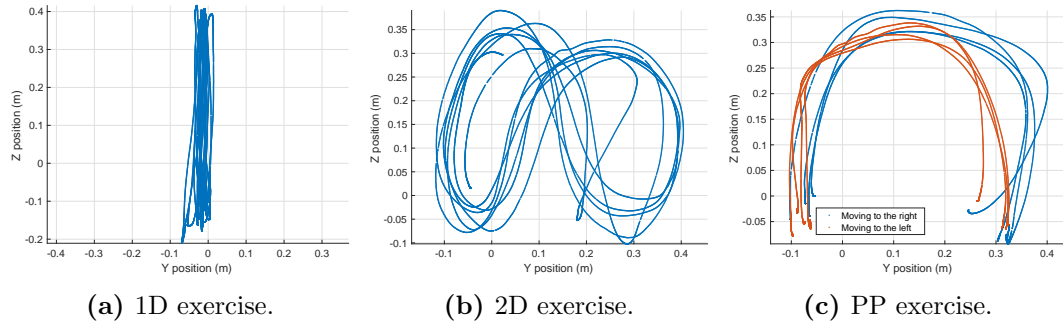 0.4
0.3
0.2
0.1
0
-0.1
-0.2
Z position (m)
-0.4 -0.3 -0.2 -0.1 0 0.1 0.2 0.3
Y position (m)
(a) 1D exercise.
0.35
0.3
0.25
0.2
0.15
0.1
0.05
0
-0.05
-0.1
Z position (m)
-0.1 0 0.1 0.2 0.3 0.4
Y position (m)
(b) 2D exercise.
0.35
0.3
0.25
0.2
0.15
0.1
0.05
0
-0.05
Z position (m)
Moving to the right
Moving to the left
-0.1 0 0.1 0.2 0.3 0.4
Y position (m)
(c) PP exercise.